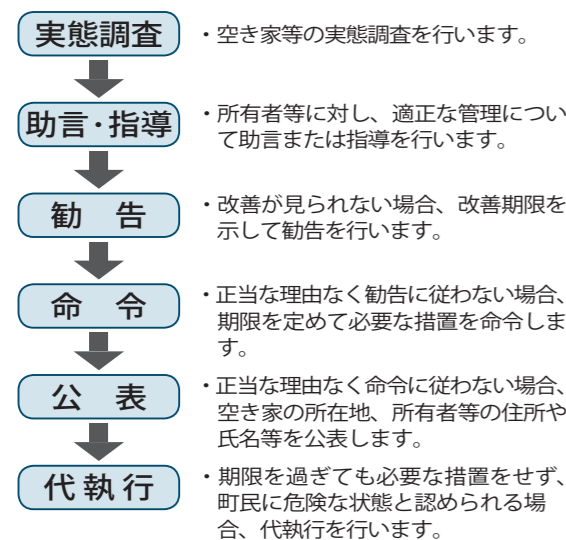 実態調査
・空き家等の実態調査を行います。
助言・指導
・所有者等に対し、適正な管理につい
て助言または指導を行います。
勧　告
・改善が見られない場合、改善期限を
示して勧告を行います。
命　令
・正当な理由なく勧告に従わない場合、
期限を定めて必要な措置を命令しま
す。
公　表
・正当な理由なく命令に従わない場合、
空き家の所在地、所有者等の住所や
氏名等を公表します。
代執行
・期限を過ぎても必要な措置をせず、
町民に危険な状態と認められる場
合、代執行を行います。